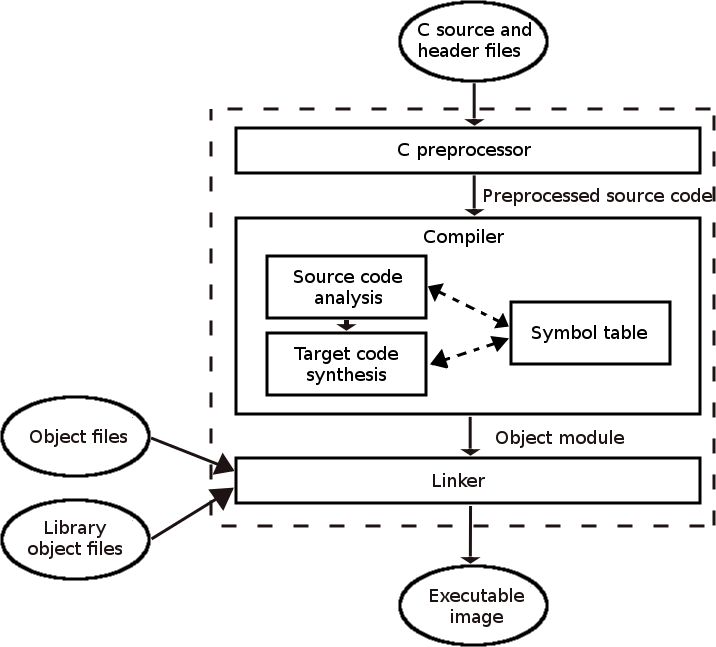 C source and
header files
C preprocessor
Preprocessed source code
Compiler
Source code
analysis
Symbol table
Target code
synthesis
Object files
Object module
Linker
Library
object files
Executable
image